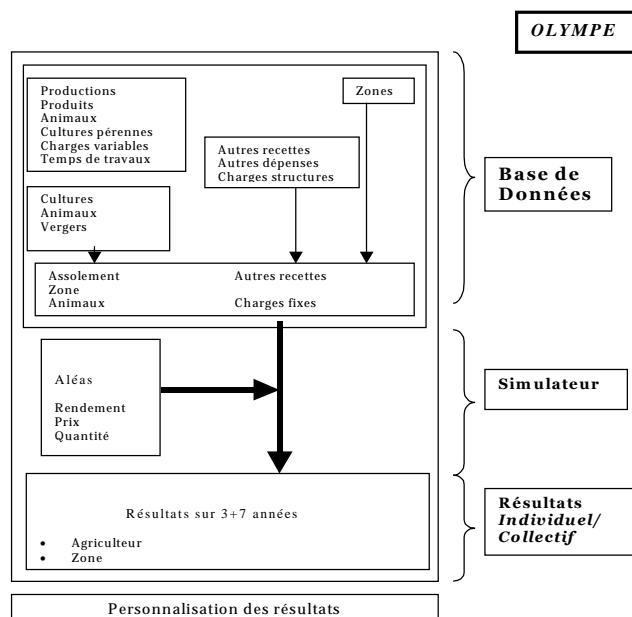 OLYMPE
Productions
Produits
Animaux
Cultures pérennes
Charges variables
Temps de travaux
Zones
Autres recettes
Autres dépenses
Charges structures
Base de
Données
Cultures
Animaux
Vergers
Assolement
Autres recettes
Zone
Animaux
Charges fixes
Aléas
Rendement
Prix
Quantité
Simulateur
Résultats sur 3+7 années
• Agriculteur
• Zone
Résultats
Individuel/
Collectif
Personnalisation des résultats